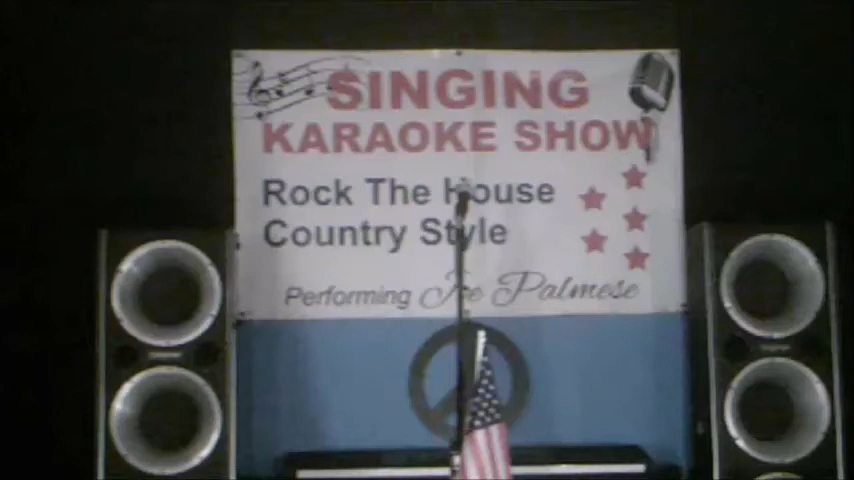 SINGING
KARAOKE SHOW
Rock The House
Country Style
Performing Joe Palmese